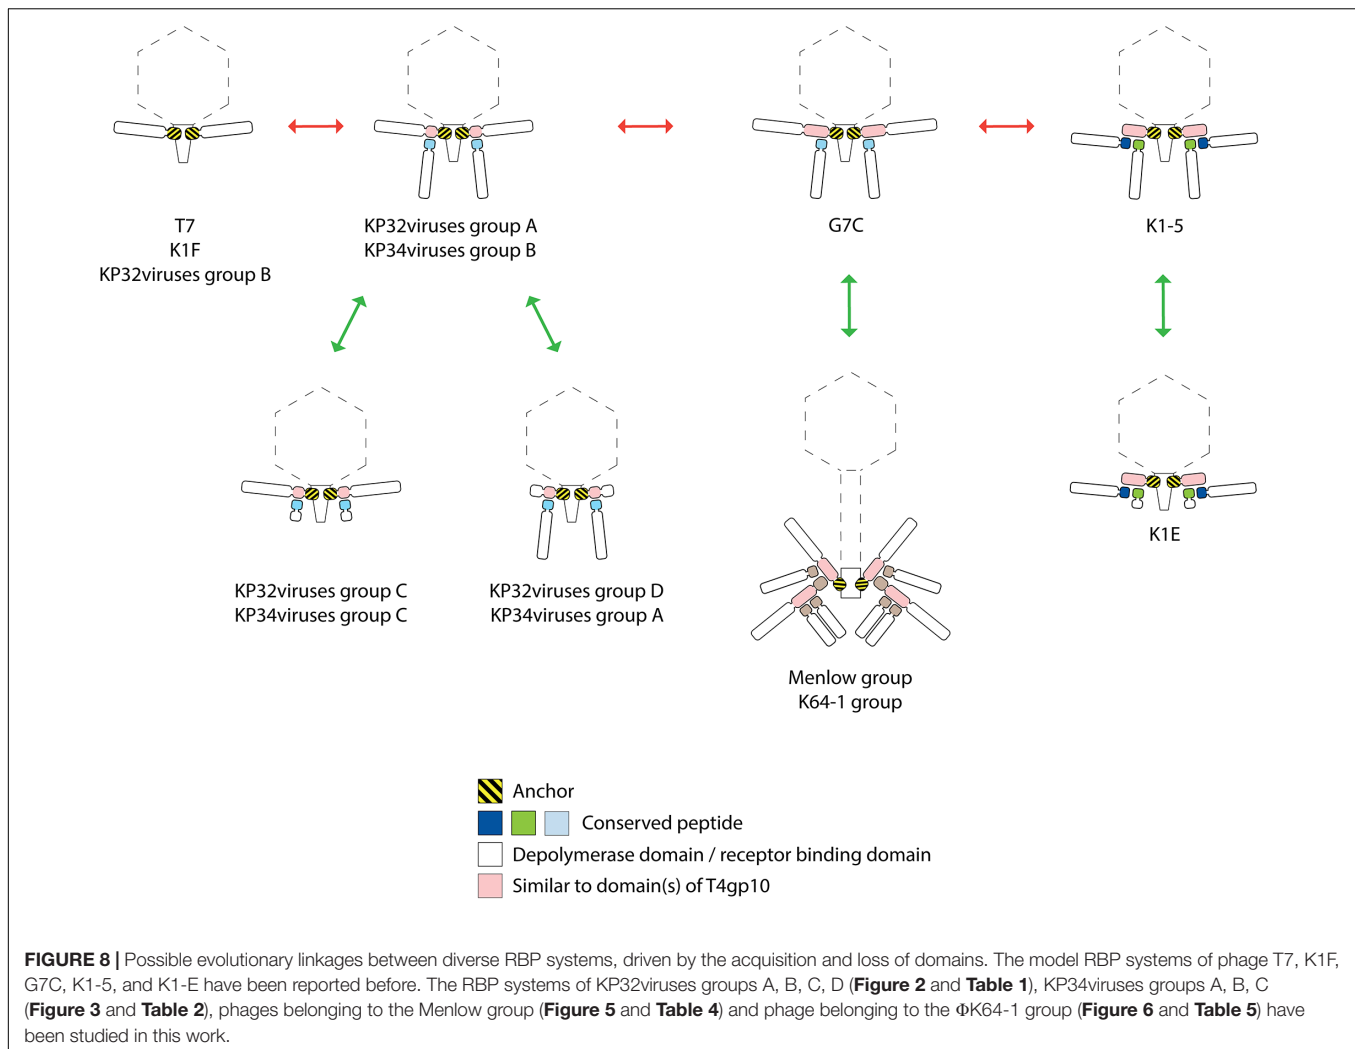 T7
K1F
KP32viruses group B
KP32viruses group A
KP34viruses group B
G7C
K1-5
KP32viruses group C
KP34viruses group C
KP32viruses group D
KP34viruses group A
Menlow group
K64-1 group
K1E
Anchor
Conserved peptide
Depolymerase domain / receptor binding domain
Similar to domain(s) of T4gp10
FIGURE 8 | Possible evolutionary linkages between diverse RBP systems, driven by the acquisition and loss of domains. The model RBP systems of phage T7, K1F,
G7C, K1-5, and K1-E have been reported before. The RBP systems of KP32viruses groups A, B, C, D (Figure 2 and Table 1), KP34viruses groups A, B, C
(Figure 3 and Table 2), phages belonging to the Menlow group (Figure 5 and Table 4) and phage belonging to the ΦK64-1 group (Figure 6 and Table 5) have
been studied in this work.